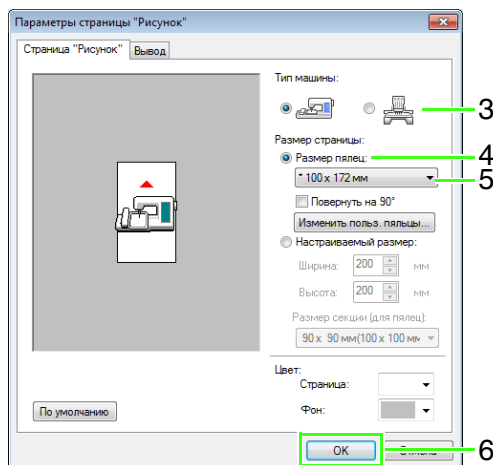 Параметры страницы "Рисунок"
Страница "Рисунок" Вывод
Тип машины:
3
Размер страницы:
Размер пялец: 4
* 100 x 172 мм 5
Повернуть на 90°
Изменить польз. пяльцы...
Настраиваемый размер:
Ширина: 200 мм
Высота: 200 мм
Размер секции (для пялец):
90 x 90 мм(100 x 100 мм
Цвет:
Страница:
По умолчанию Фон:
OK Отмена 6